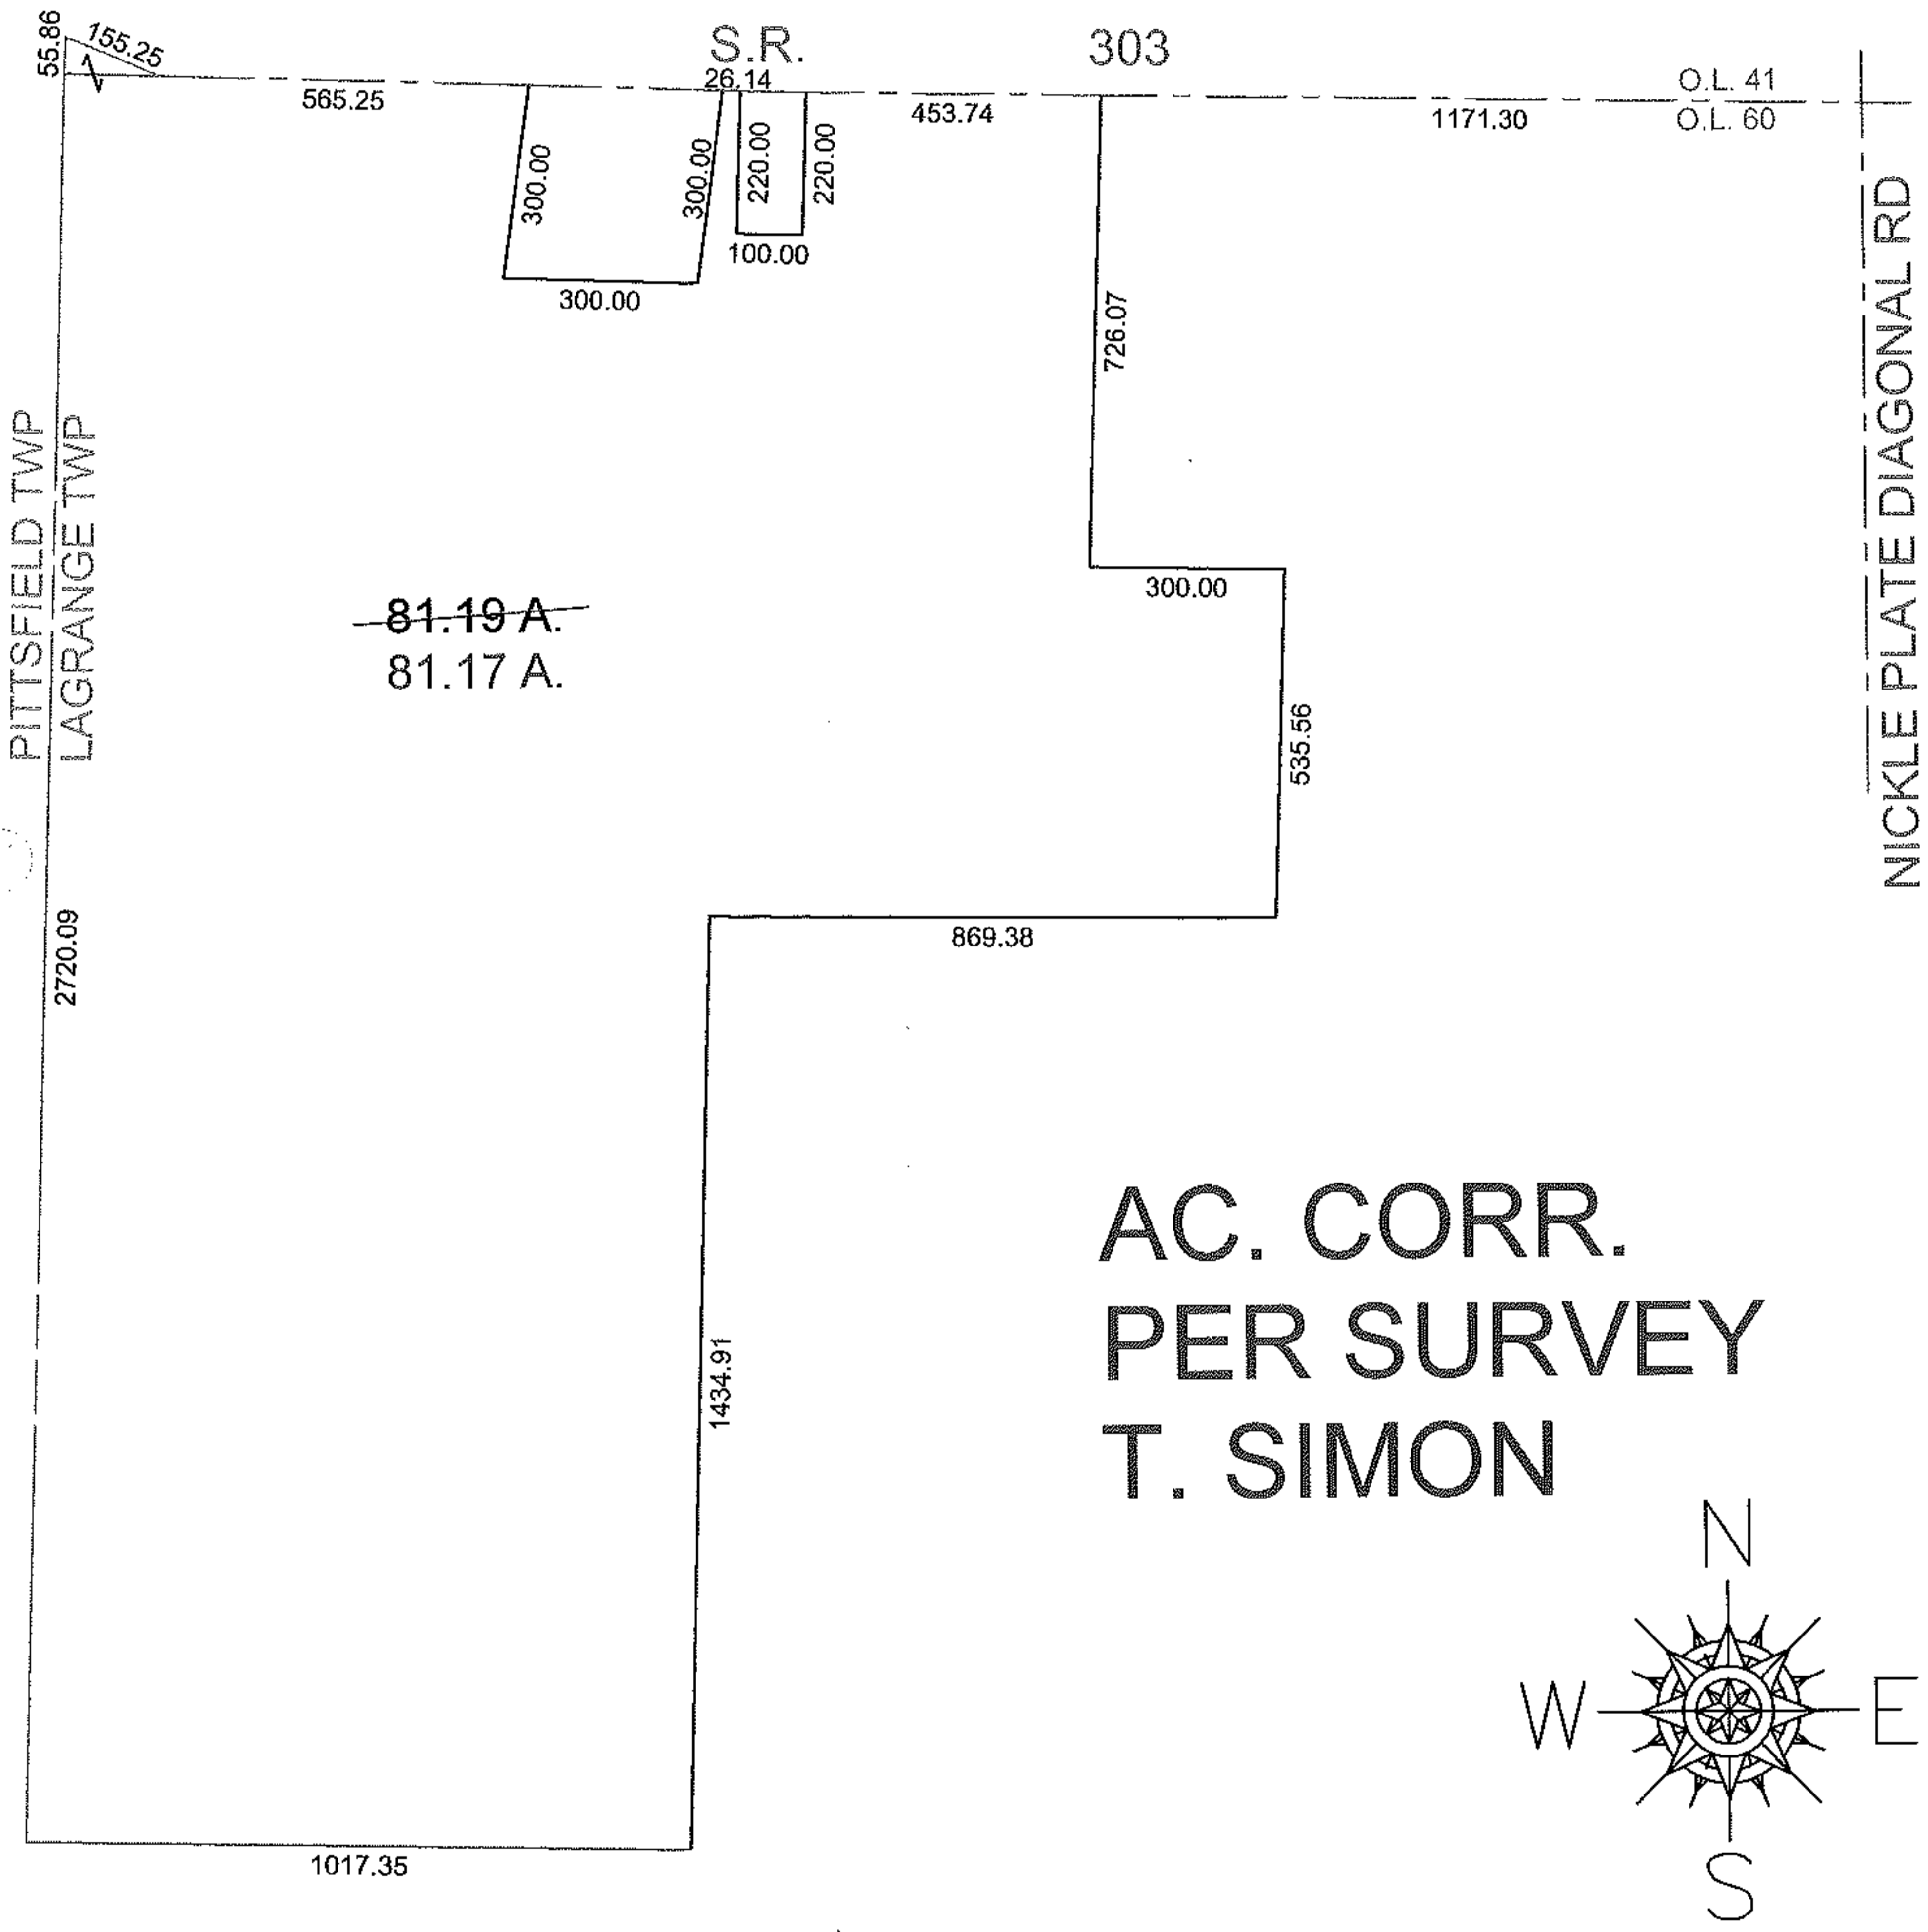 55.86
155.25
S.R. 303
26.14
565.25
453.74
O.L. 41
1171.30
O.L. 60
300.00
300.00
220.00
220.00
100.00
300.00
726.07
NICKLE PLATE DIAGONAL RD
PITTSFIELD TWP
LAGRANGE TWP
300.00
81.19 A.
81.17 A.
535.56
869.38
2720.09
AC. CORR.
PER SURVEY
T. SIMON
1434.91
N
W E
S
1017.35